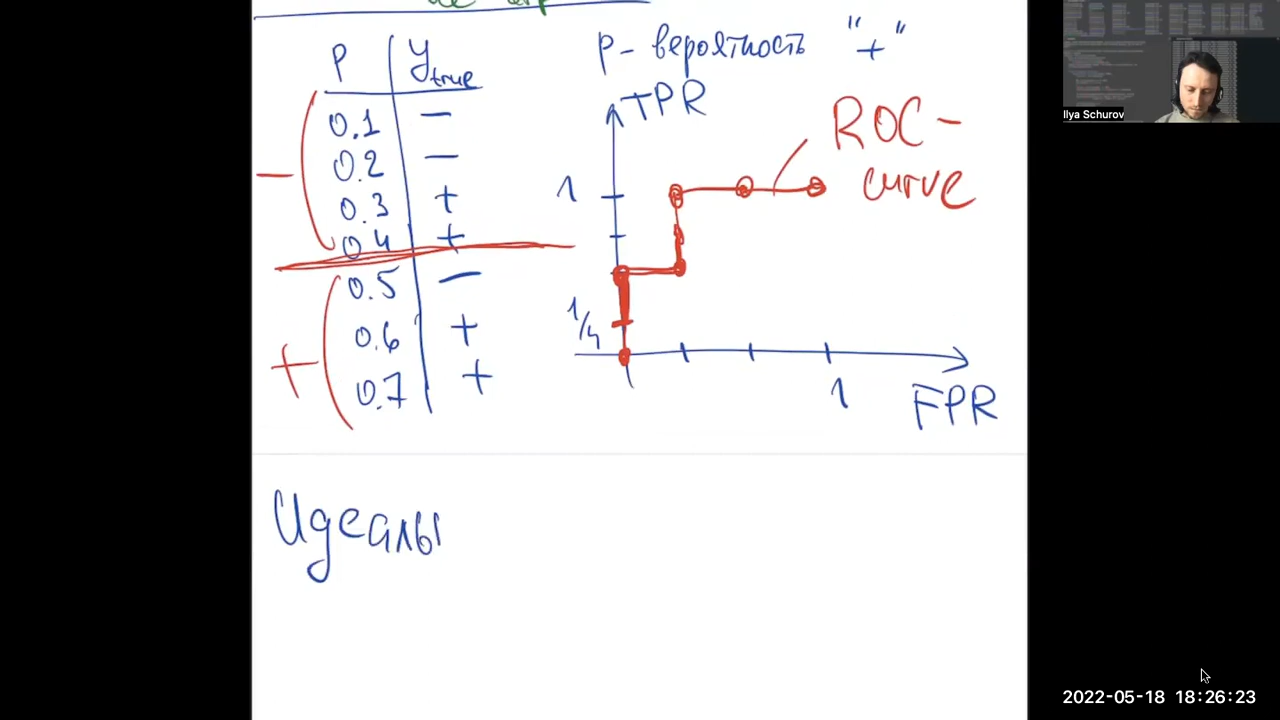 P y true
0.1 −
0.2 −
0.3 +
0.4 +
0.5 −
0.6 +
0.7 +
−
+
p - вероятность "+"
TPR
ROC-
curve
1
1/4
1
FPR
Идеалы
Ilya Schurov
2022-05-18 18:26:23